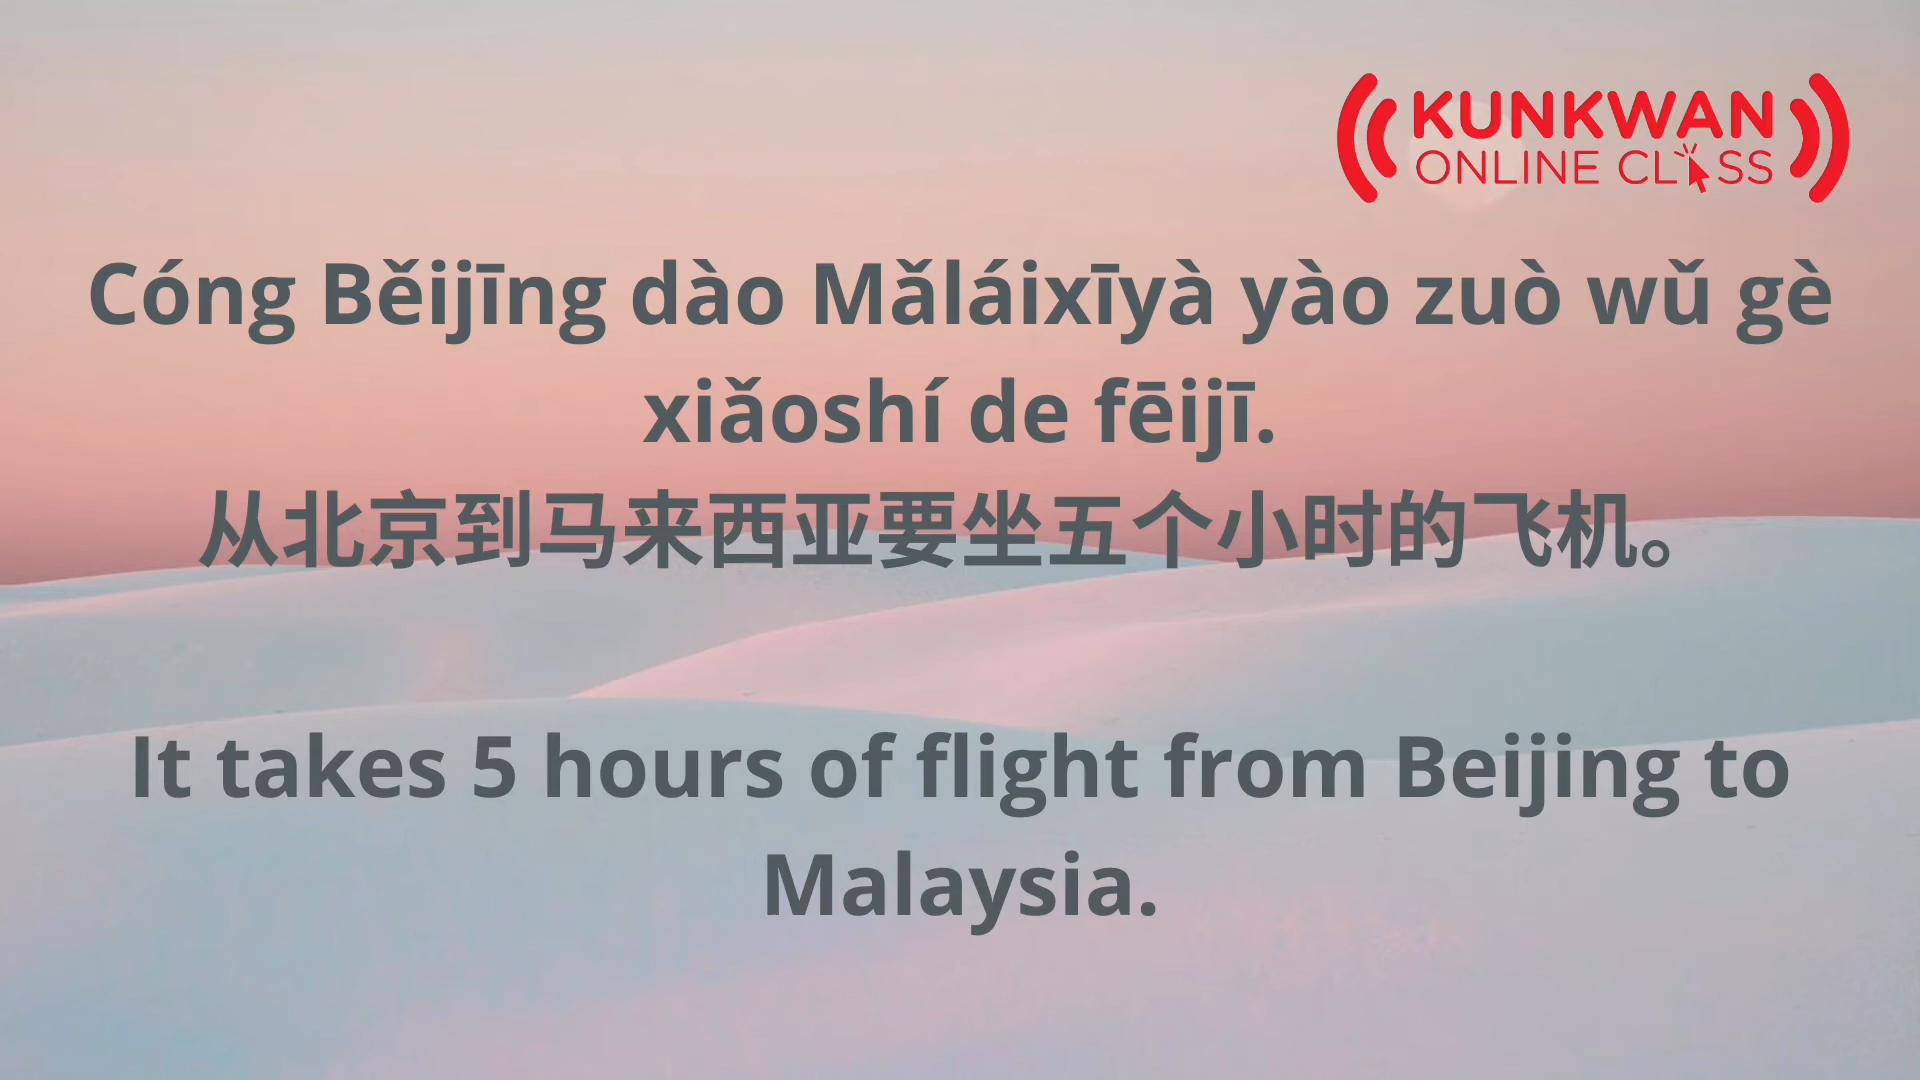 KUNKWAN
ONLINE CLASS
Cóng Běijīng dào Mǎláixīyà yào zuò wǔ gè
xiǎoshí de fēijī.
从北京到马来西亚要坐五个小时的飞机。
It takes 5 hours of flight from Beijing to
Malaysia.